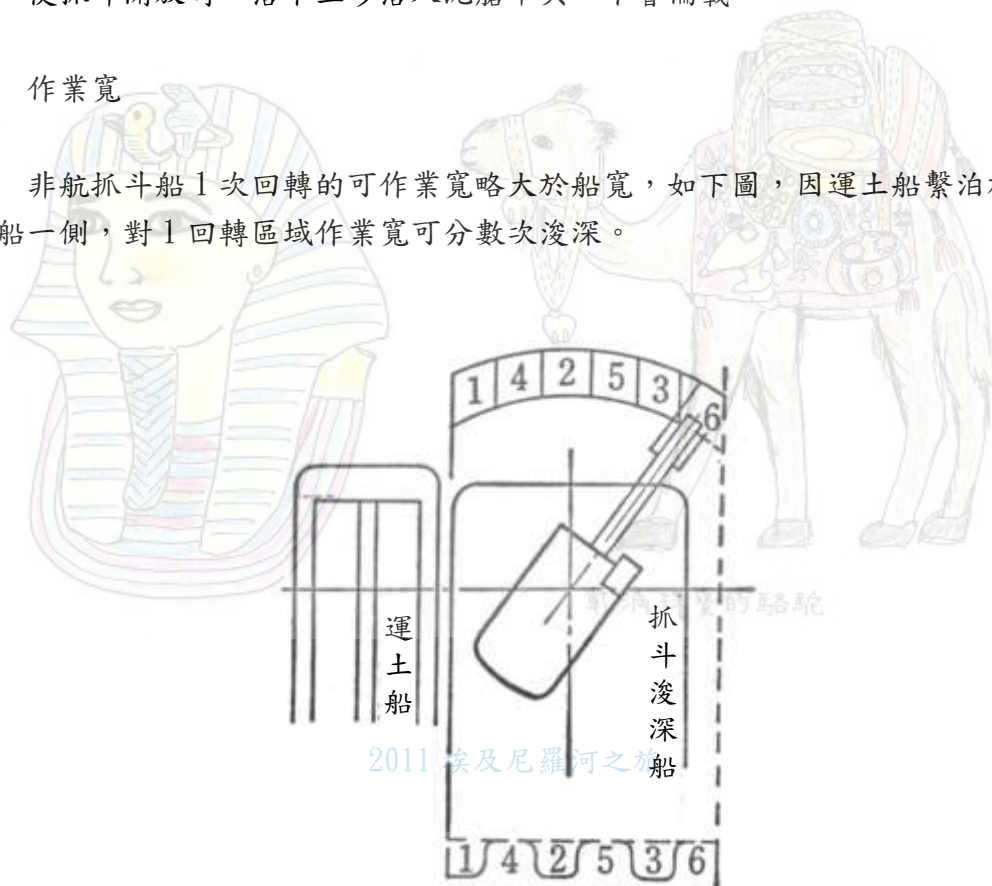 作業寬
非航抓斗船 1 次回轉的可作業寬略大於船寬，如下圖，因運土船繫泊
船一側，對 1 回轉區域作業寬可分數次浚深。
1 4 2 5 3 6
運土船
抓斗浚深船
的駱駝
2011 埃及尼羅河之旅
1 4 2 5 3 6